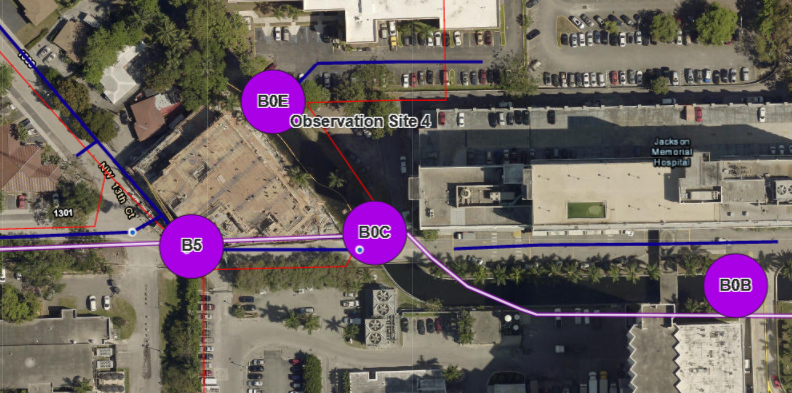 B0E
Observation Site 4
Jackson
Memorial
Hospital
NW 13th Ct
1301
B5
B0C
B0B